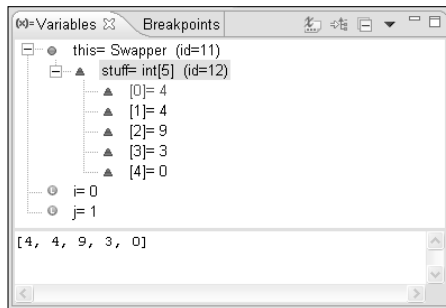 (x)= Variables Breakpoints
this= Swapper (id=11)
stuff= int[5] (id=12)
[0]= 4
[1]= 4
[2]= 9
[3]= 3
[4]= 0
i= 0
j= 1
[4, 4, 9, 3, 0]